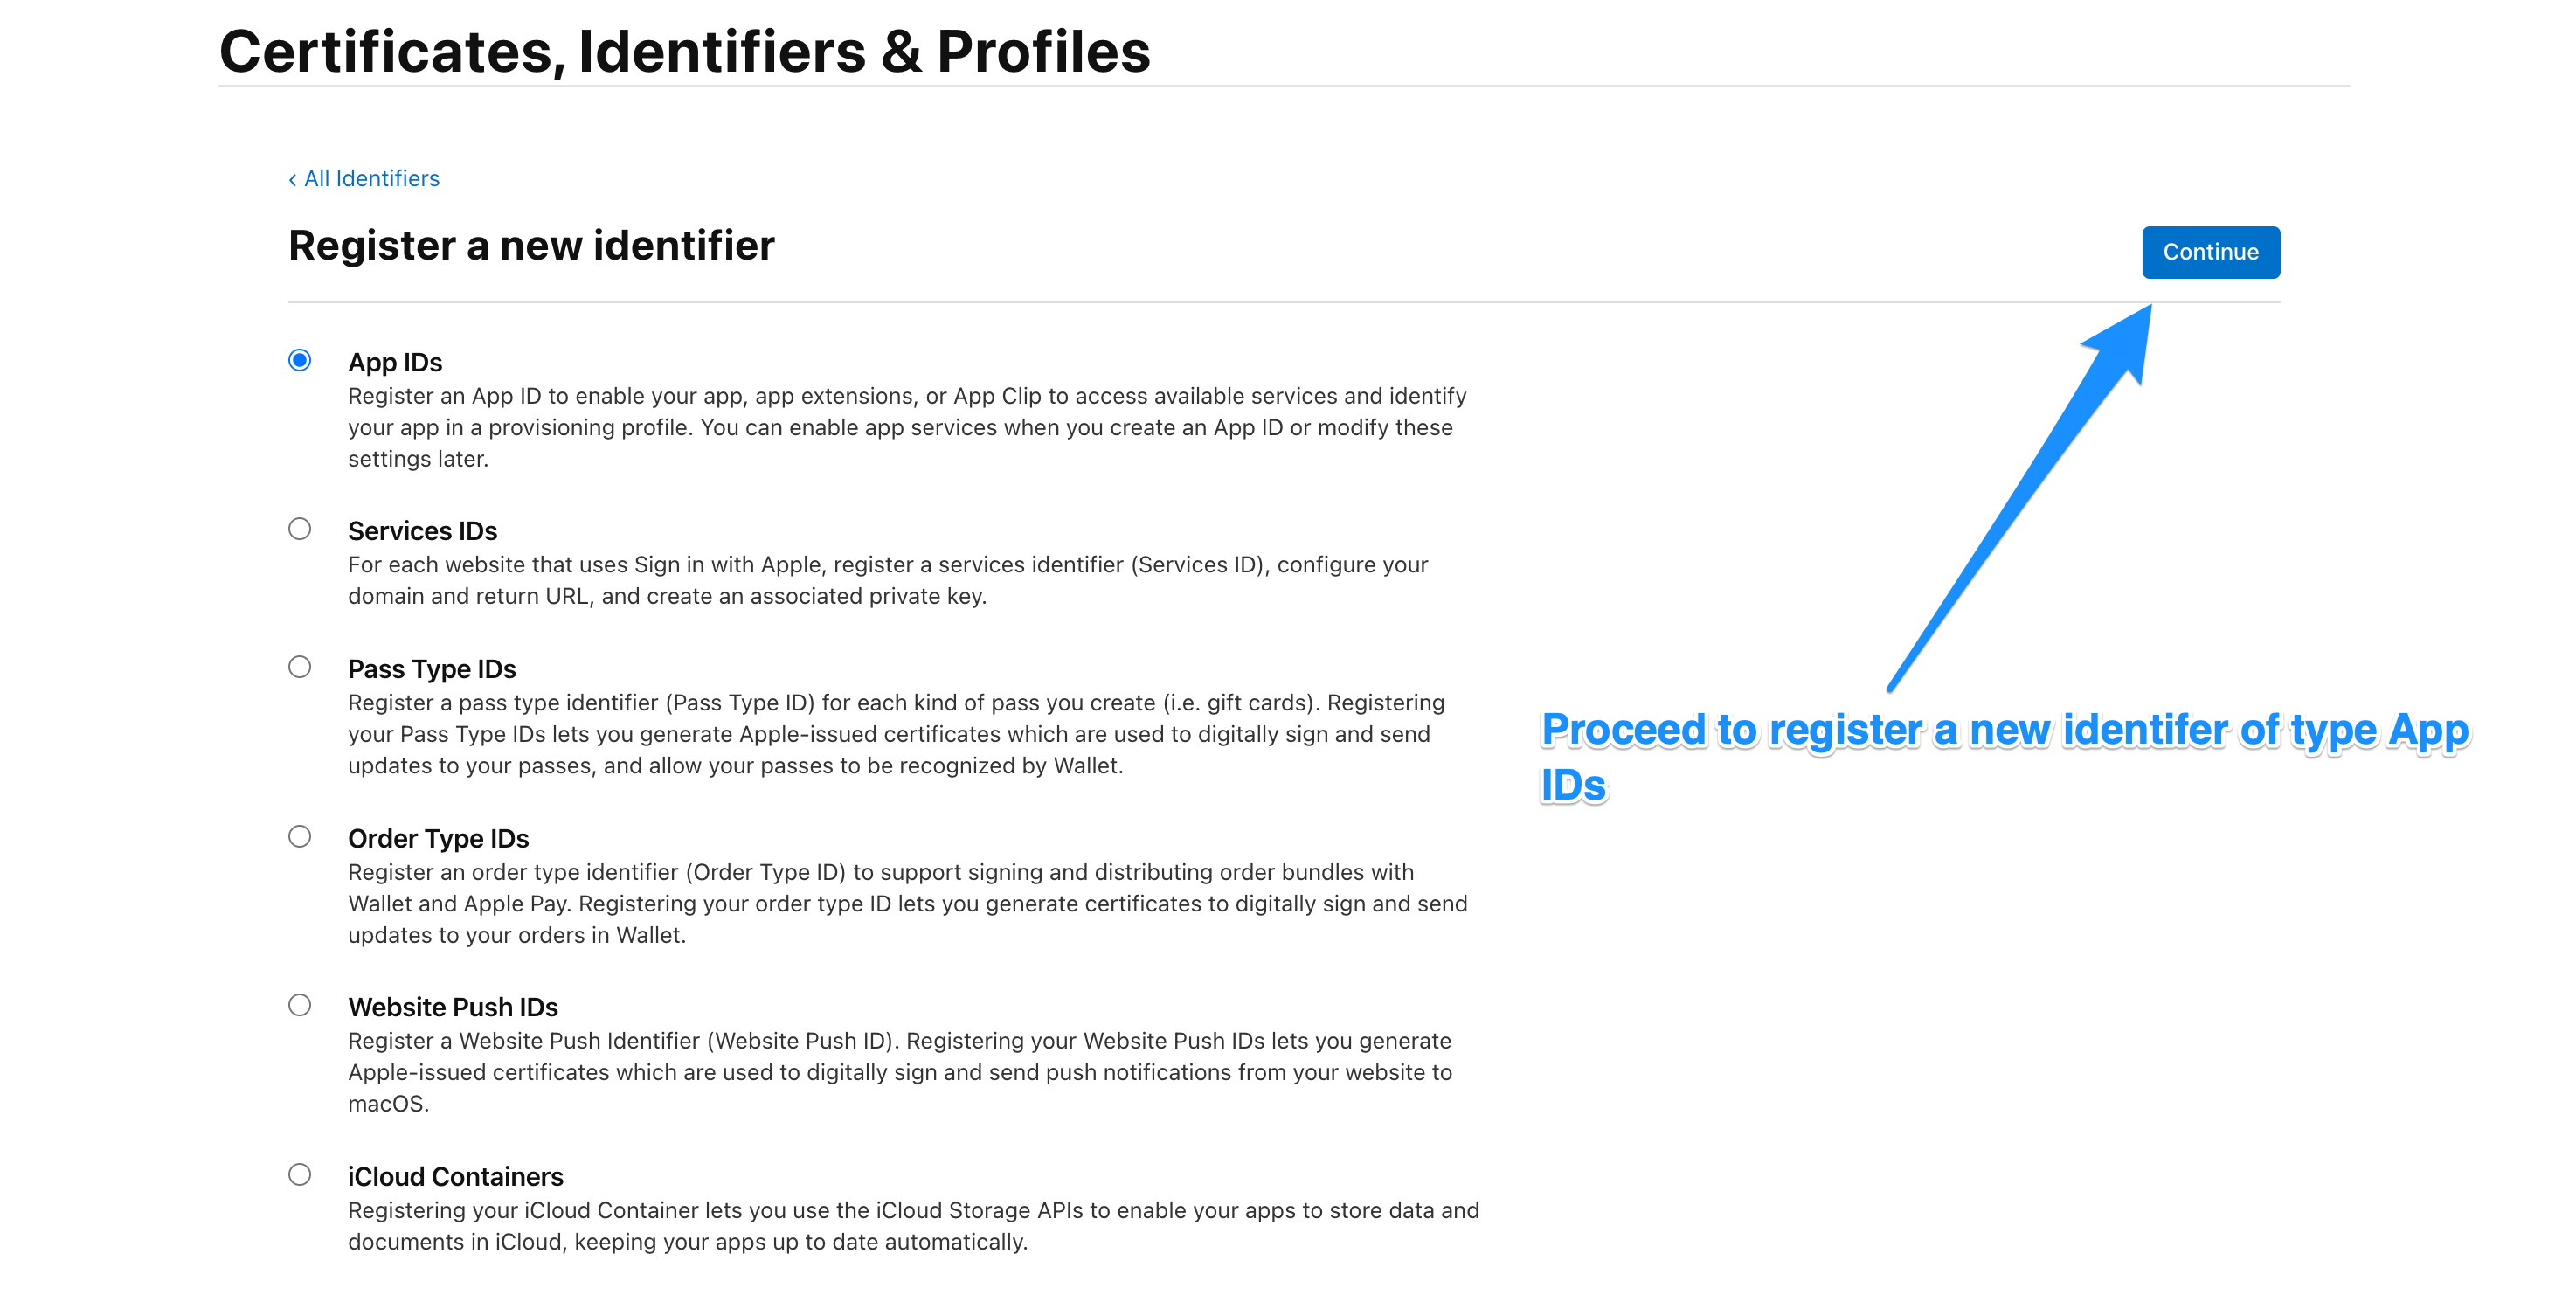 Certificates, Identifiers & Profiles
‹ All Identifiers
Register a new identifier
Continue
App IDs
Register an App ID to enable your app, app extensions, or App Clip to access available services and identify
your app in a provisioning profile. You can enable app services when you create an App ID or modify these
settings later.
Services IDs
For each website that uses Sign in with Apple, register a services identifier (Services ID), configure your
domain and return URL, and create an associated private key.
Pass Type IDs
Register a pass type identifier (Pass Type ID) for each kind of pass you create (i.e. gift cards). Registering
your Pass Type IDs lets you generate Apple-issued certificates which are used to digitally sign and send
updates to your passes, and allow your passes to be recognized by Wallet.
Proceed to register a new identifer of type App
IDs
Order Type IDs
Register an order type identifier (Order Type ID) to support signing and distributing order bundles with
Wallet and Apple Pay. Registering your order type ID lets you generate certificates to digitally sign and send
updates to your orders in Wallet.
Website Push IDs
Register a Website Push Identifier (Website Push ID). Registering your Website Push IDs lets you generate
Apple-issued certificates which are used to digitally sign and send push notifications from your website to
macOS.
iCloud Containers
Registering your iCloud Container lets you use the iCloud Storage APIs to enable your apps to store data and
documents in iCloud, keeping your apps up to date automatically.